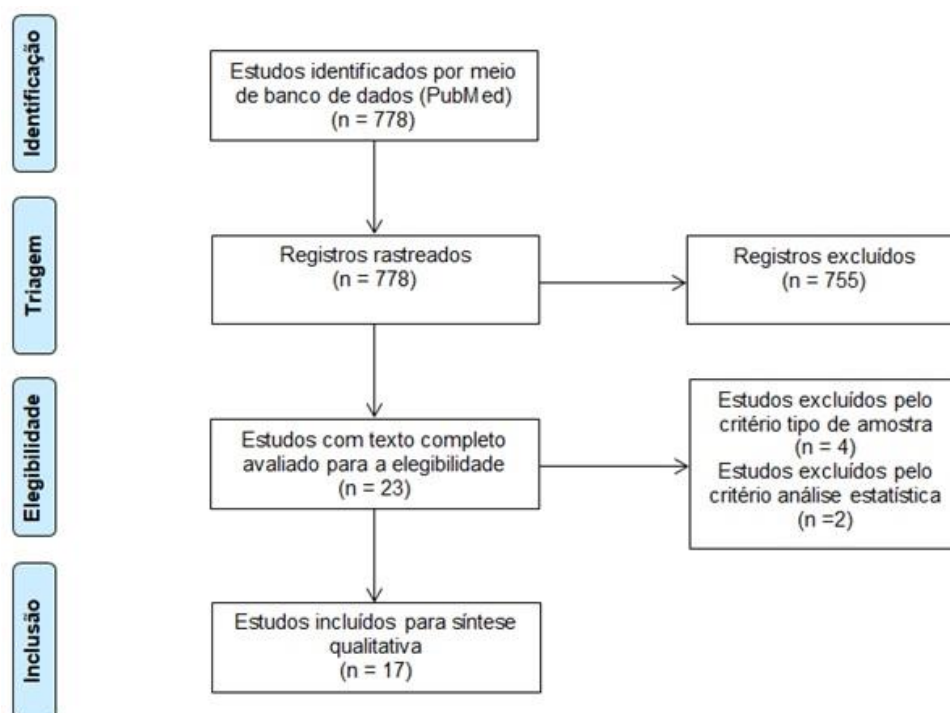 Identificação
Estudos identificados por meio
de banco de dados (PubMed)
(n = 778)
Triagem
Registros rastreados
(n = 778)
Registros excluídos
(n = 755)
Elegibilidade
Estudos com texto completo
avaliado para a elegibilidade
(n = 23)
Estudos excluídos pelo
critério tipo de amostra
(n = 4)
Estudos excluídos pelo
critério análise estatística
(n =2)
Inclusão
Estudos incluídos para síntese
qualitativa
(n = 17)